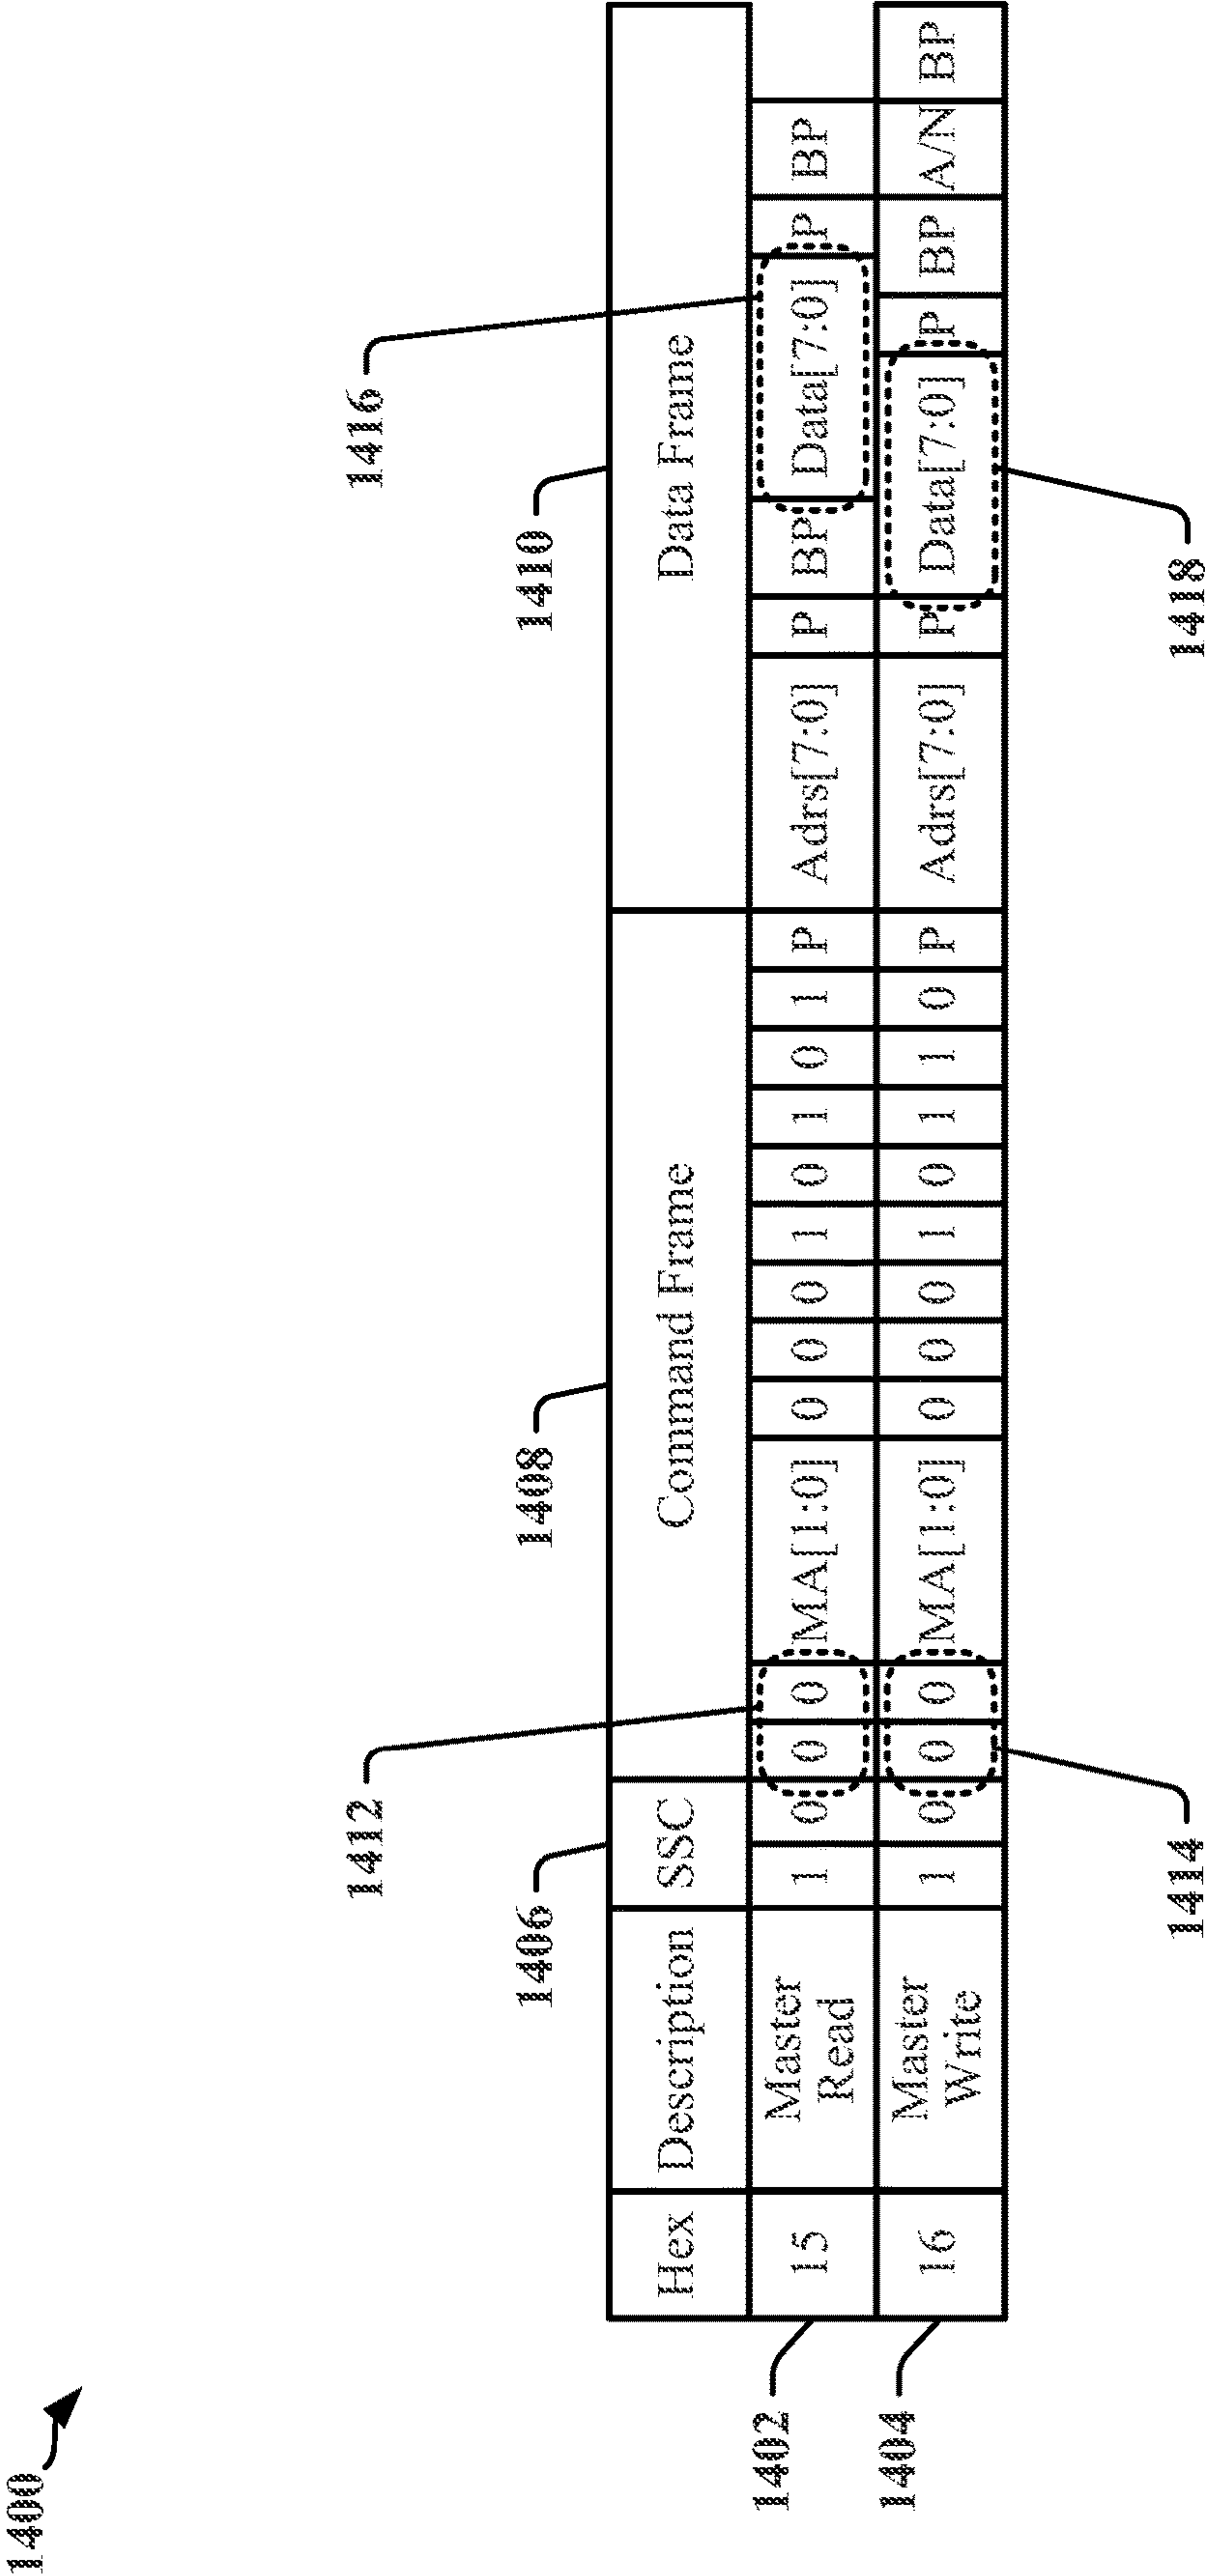 1400
1412
1416
1406
1408
1410
Hex Description SSC Command Frame Data Frame
1402 15 Master Read 1 0 0 0 MA[1:0] 0 0 0 1 0 1 0 1 P Adrs[7:0] P BP Data[7:0] P BP
1404 16 Master Write 1 0 0 0 MA[1:0] 0 0 0 1 0 1 1 0 P Adrs[7:0] P Data[7:0] P BP A/N BP
1414
1418